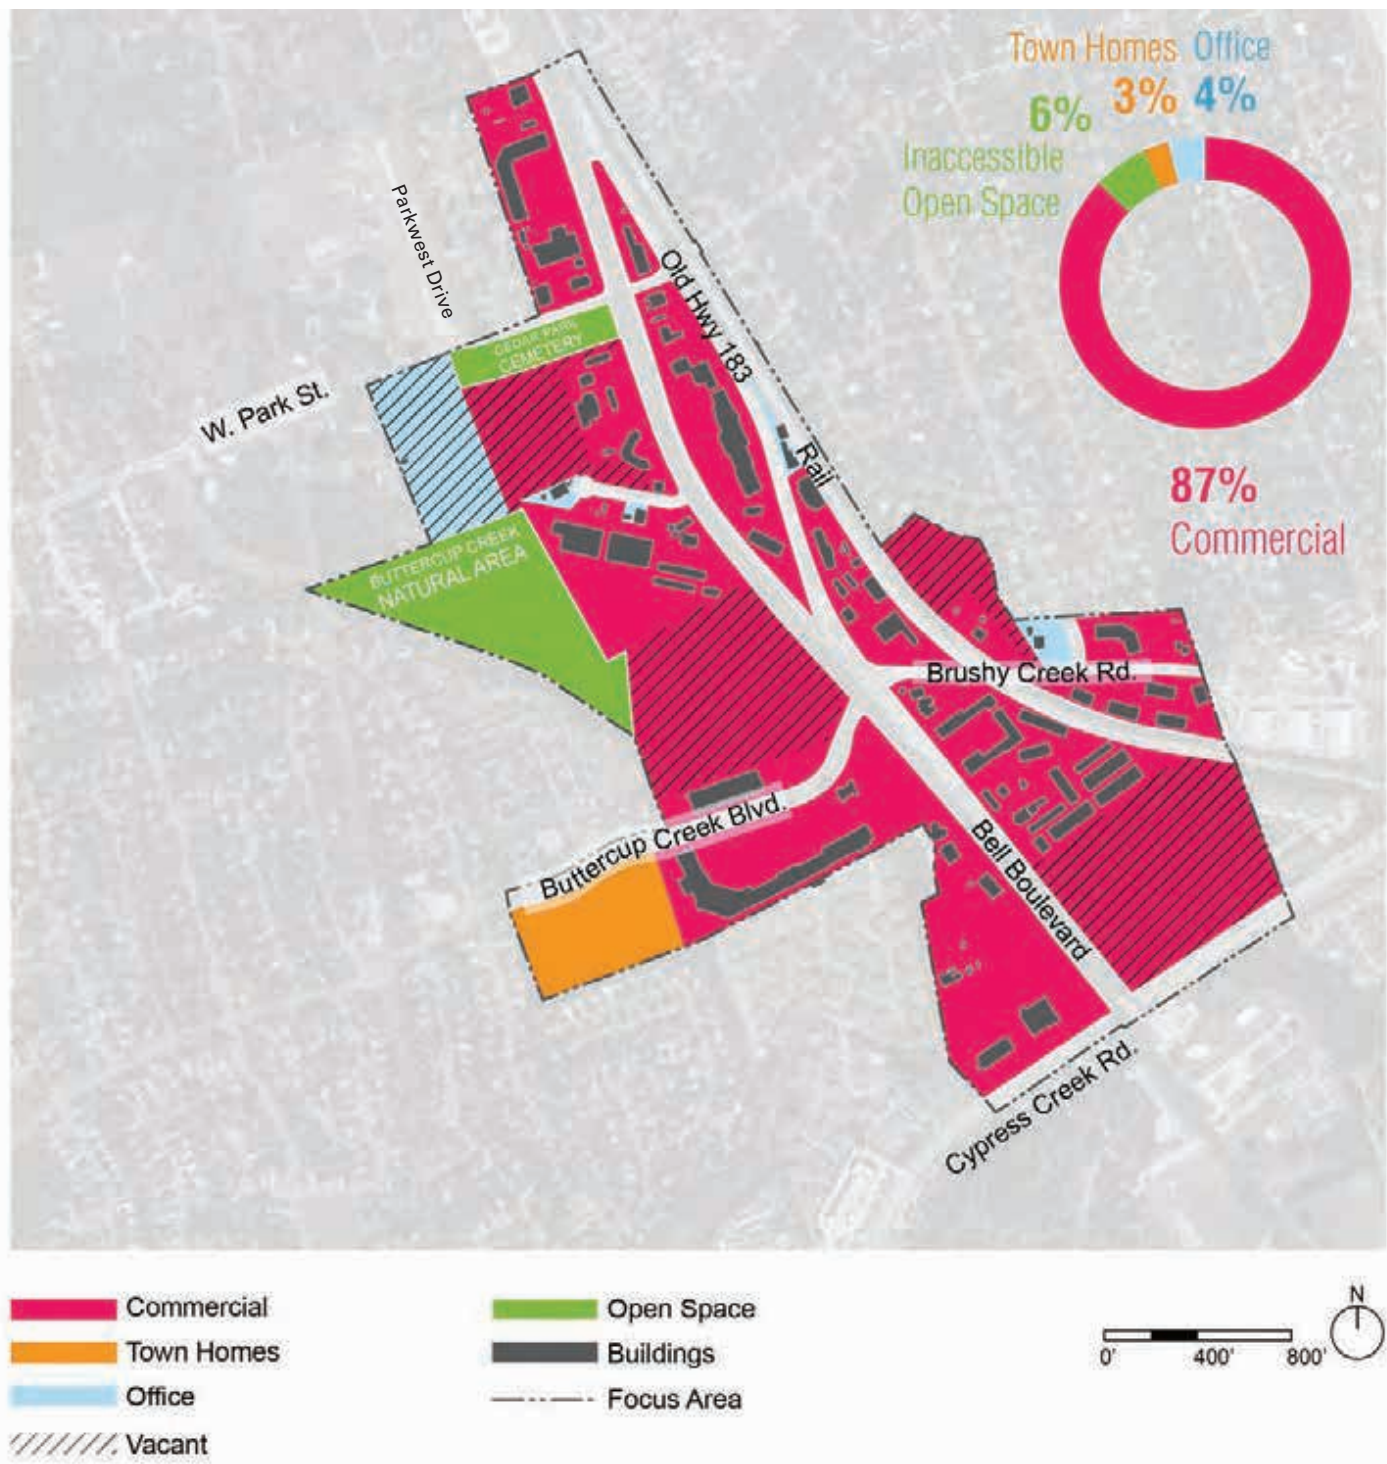 Town Homes Office
3% 4%
6%
Inaccessible
Open Space
87%
Commercial
Parkwest Drive
W. Park St.
CEDAR PARK
CEMETERY
Old Hwy 183
Rail
BUTTERCUP CREEK
NATURAL AREA
Brushy Creek Rd.
Buttercup Creek Blvd.
Bell Boulevard
Cypress Creek Rd.
Commercial
Town Homes
Office
Vacant
Open Space
Buildings
Focus Area
N
0' 400' 800'